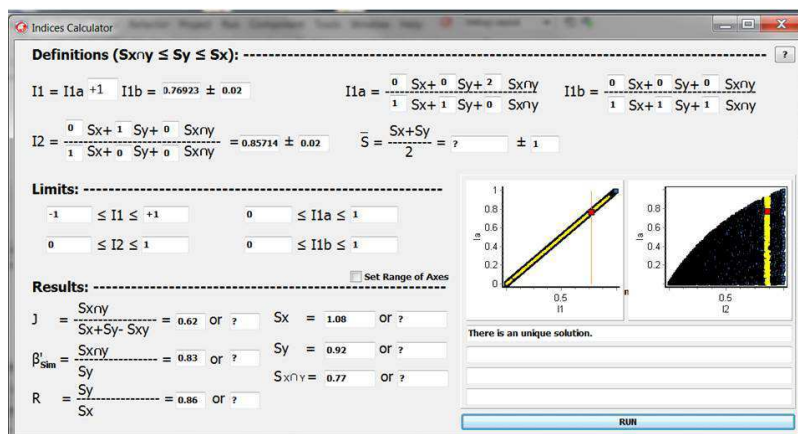 Indices Calculator
Definitions (Sx∩y ≤ Sy ≤ Sx): ?
I1 = I1a +1 I1b = 0.76923 ± 0.02
I1a = 0 Sx+ 0 Sy+ 2 Sx∩y
1 Sx+ 1 Sy+ 0 Sx∩y
I1b = 0 Sx+ 0 Sy+ 0 Sx∩y
1 Sx+ 1 Sy+ 1 Sx∩y
I2 = 0 Sx+ 1 Sy+ 0 Sx∩y
1 Sx+ 0 Sy+ 0 Sx∩y
= 0.85714 ± 0.02
S̅ = Sx+Sy
2
= ? ± 1
Limits:
-1 ≤ I1 ≤ +1 0 ≤ I1a ≤ 1
0 ≤ I2 ≤ 1 0 ≤ I1b ≤ 1
Set Range of Axes
Results:
J = Sx∩y
Sx+Sy- Sxy
= 0.62 or ?
β'Sim = Sx∩y
Sy
= 0.83 or ?
R = Sy
Sx
= 0.86 or ?
Sx = 1.08 or ?
Sy = 0.92 or ?
Sx∩Y = 0.77 or ?
1
0.8
0.6
0.4
0.2
0
Ia
0.5
I1
1
0.8
0.6
0.4
0.2
0
Ia
0.5
I2
There is an unique solution.
RUN